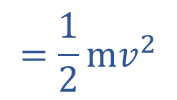 = 1/2 mv²